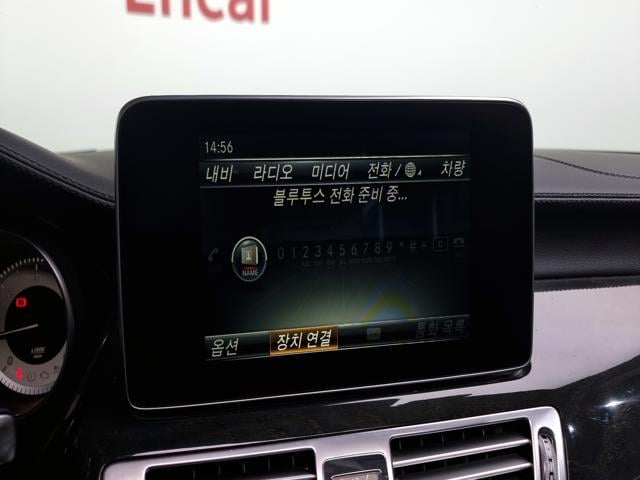 Encar
14:56
내비 라디오 미디어 전화 / 차량
블루투스 전화 준비 중...
0 1 2 3 4 5 6 7 8 9 * # + C
NAME
옵션 장치 연결 통화 목록